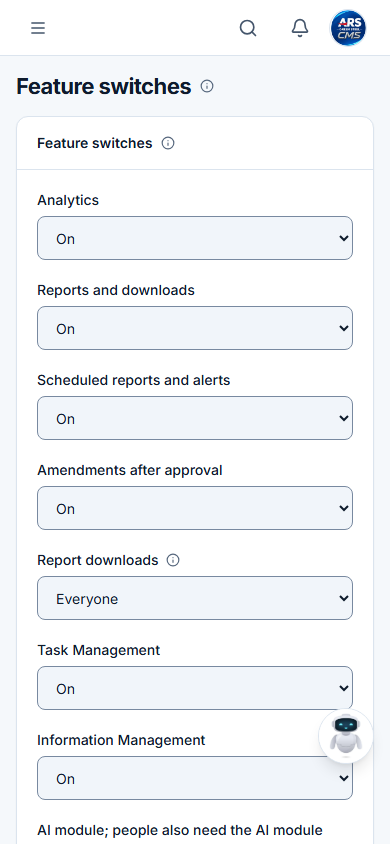 ARS
CMS
Feature switches
Feature switches
Analytics
On
Reports and downloads
On
Scheduled reports and alerts
On
Amendments after approval
On
Report downloads
Everyone
Task Management
On
Information Management
On
AI module; people also need the AI module